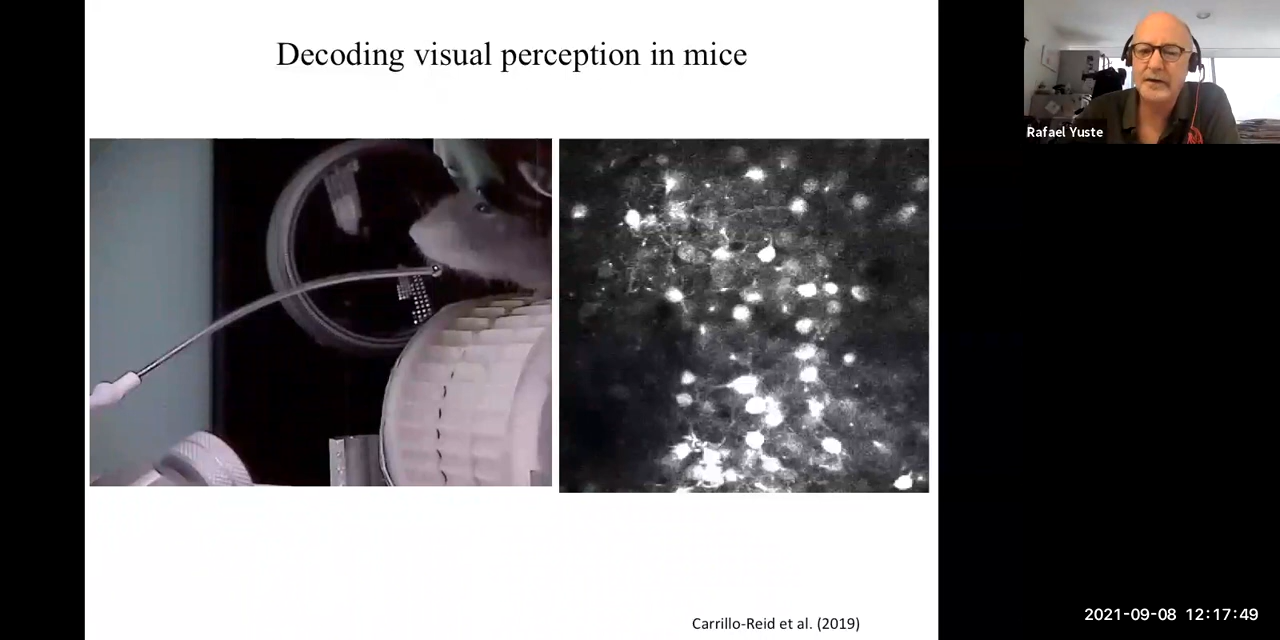 Decoding visual perception in mice
Rafael Yuste
Carrillo-Reid et al. (2019)
2021-09-08 12:17:49